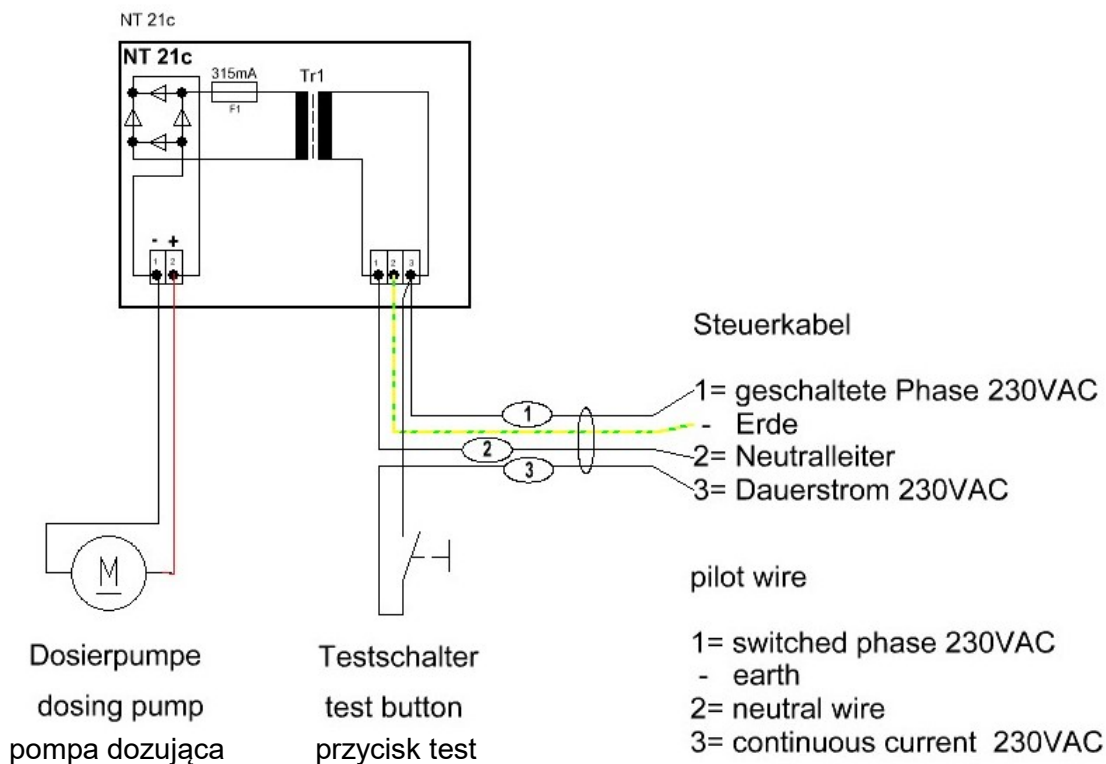 NT 21c
NT 21c
315mA
F1
Tr1
- +
1 2
1 2 3
1
2
3
M
Steuerkabel
1= geschaltete Phase 230VAC
- Erde
2= Neutralleiter
3= Dauerstrom 230VAC
pilot wire
1= switched phase 230VAC
- earth
2= neutral wire
3= continuous current 230VAC
Dosierpumpe
dosing pump
pompa dozująca
Testschalter
test button
przycisk test